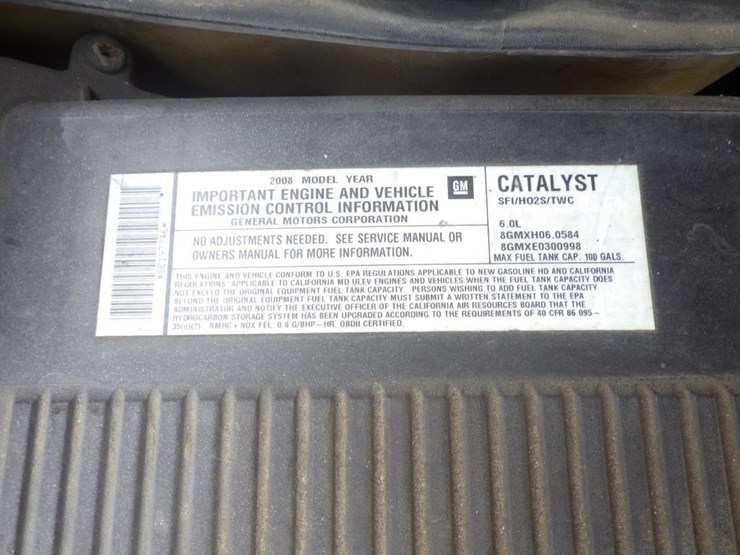 *EE197746*
2008 MODEL YEAR
IMPORTANT ENGINE AND VEHICLE
EMISSION CONTROL INFORMATION
GENERAL MOTORS CORPORATION
GM
NO ADJUSTMENTS NEEDED. SEE SERVICE MANUAL OR
OWNERS MANUAL FOR MORE INFORMATION.
CATALYST
SFI/HO2S/TWC
6.0L
8GMXH06.0584
8GMXE0300998
MAX FUEL TANK CAP. 100 GALS.
THIS ENGINE AND VEHICLE CONFORM TO U.S. EPA REGULATIONS APPLICABLE TO NEW GASOLINE HD AND CALIFORNIA
REGULATIONS APPLICABLE TO CALIFORNIA MD ULEV ENGINES AND VEHICLES WHEN THE FUEL TANK CAPACITY DOES
NOT EXCEED THE ORIGINAL EQUIPMENT FUEL TANK CAPACITY. PERSONS WISHING TO ADD FUEL TANK CAPACITY
BEYOND THE ORIGINAL EQUIPMENT FUEL TANK CAPACITY MUST SUBMIT A WRITTEN STATEMENT TO THE EPA
ADMINISTRATOR AND NOTIFY THE EXECUTIVE OFFICER OF THE CALIFORNIA AIR RESOURCES BOARD THAT THE
HYDROCARBON STORAGE SYSTEM HAS BEEN UPGRADED ACCORDING TO THE REQUIREMENTS OF 40 CFR 86.095-
NMHC + NOX FEL 0.8 G/BHP-HR. OBDII CERTIFIED.